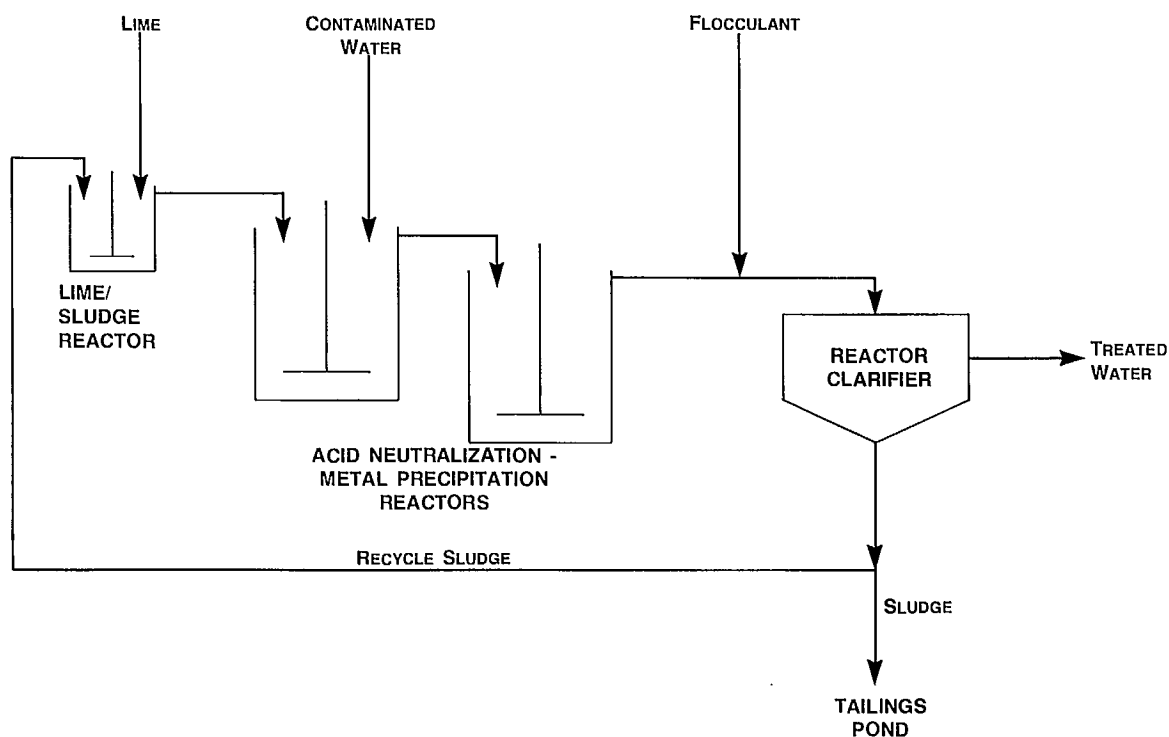 LIME
CONTAMINATED
WATER
FLOCCULANT
LIME/
SLUDGE
REACTOR
REACTOR
CLARIFIER
TREATED
WATER
ACID NEUTRALIZATION -
METAL PRECIPITATION
REACTORS
RECYCLE SLUDGE
SLUDGE
TAILINGS
POND